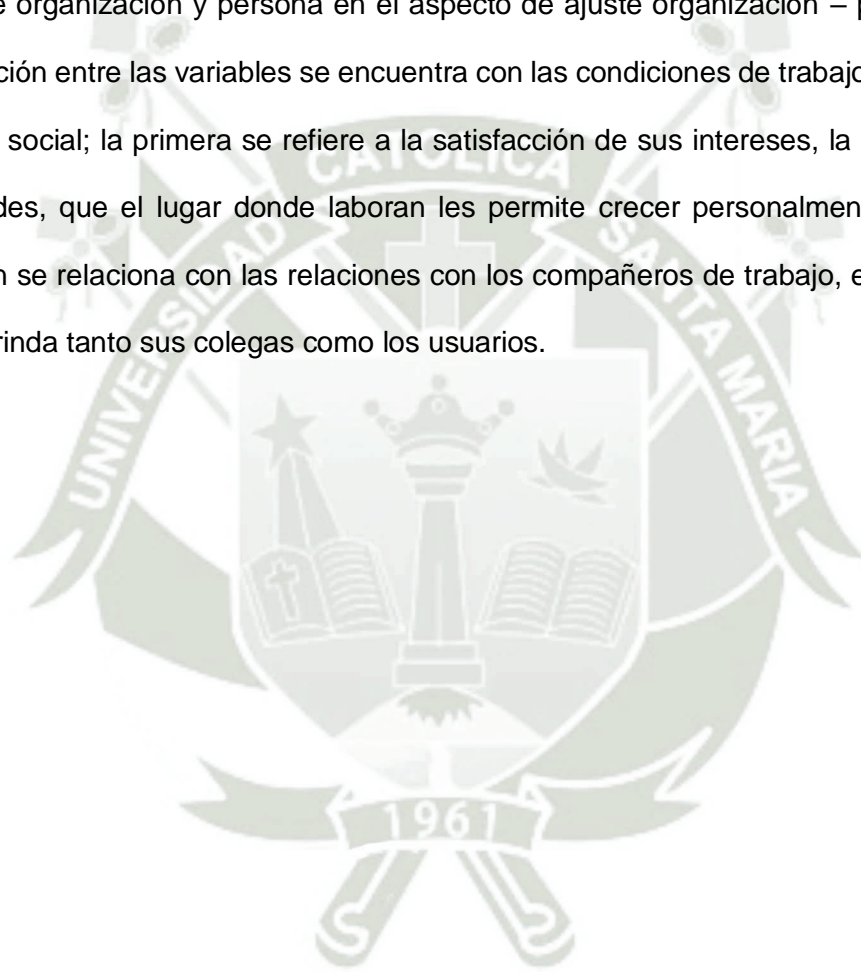 e organización y persona en el aspecto de ajuste organización –
ción entre las variables se encuentra con las condiciones de trabajo
social; la primera se refiere a la satisfacción de sus intereses, la
des, que el lugar donde laboran les permite crecer personalmen
n se relaciona con las relaciones con los compañeros de trabajo, e
rinda tanto sus colegas como los usuarios.
UNIVERSIDAD CATOLICA SANTA MARIA
1961